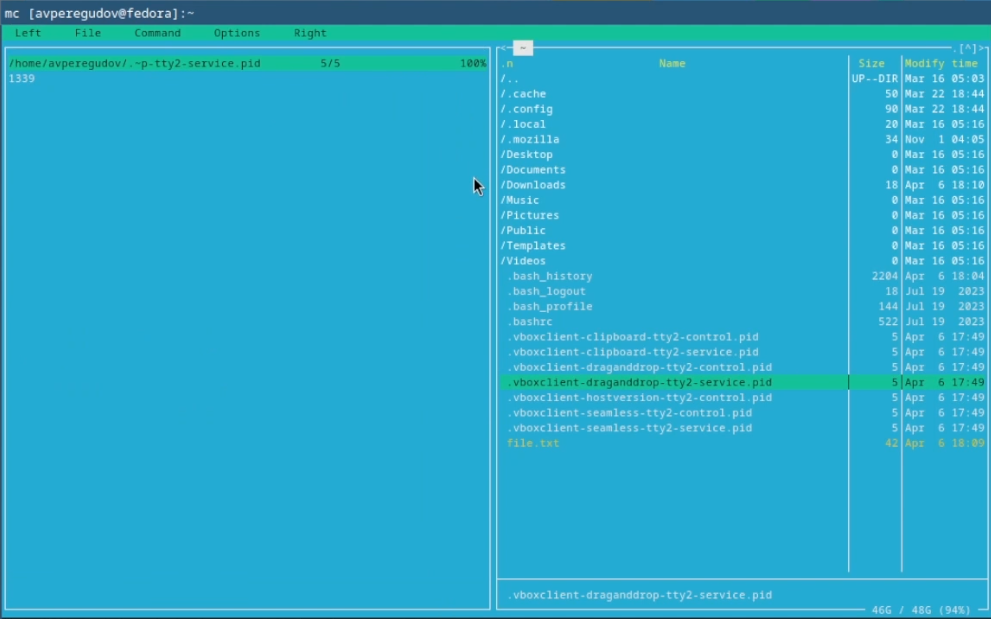 mc [avperegudov@fedora]:~
Left File Command Options Right
/home/avperegudov/.~p-tty2-service.pid 5/5 100%
1339
<- ~ .[^]>
.n Name Size Modify time
/.. UP--DIR Mar 16 05:03
/.cache 50 Mar 22 18:44
/.config 90 Mar 22 18:44
/.local 20 Mar 16 05:16
/.mozilla 34 Nov 1 04:05
/Desktop 0 Mar 16 05:16
/Documents 0 Mar 16 05:16
/Downloads 18 Apr 6 18:10
/Music 0 Mar 16 05:16
/Pictures 0 Mar 16 05:16
/Public 0 Mar 16 05:16
/Templates 0 Mar 16 05:16
/Videos 0 Mar 16 05:16
.bash_history 2204 Apr 6 18:04
.bash_logout 18 Jul 19 2023
.bash_profile 144 Jul 19 2023
.bashrc 522 Jul 19 2023
.vboxclient-clipboard-tty2-control.pid 5 Apr 6 17:49
.vboxclient-clipboard-tty2-service.pid 5 Apr 6 17:49
.vboxclient-draganddrop-tty2-control.pid 5 Apr 6 17:49
.vboxclient-draganddrop-tty2-service.pid 5 Apr 6 17:49
.vboxclient-hostversion-tty2-control.pid 5 Apr 6 17:49
.vboxclient-seamless-tty2-control.pid 5 Apr 6 17:49
.vboxclient-seamless-tty2-service.pid 5 Apr 6 17:49
file.txt 42 Apr 6 18:09
.vboxclient-draganddrop-tty2-service.pid
46G / 48G (94%)